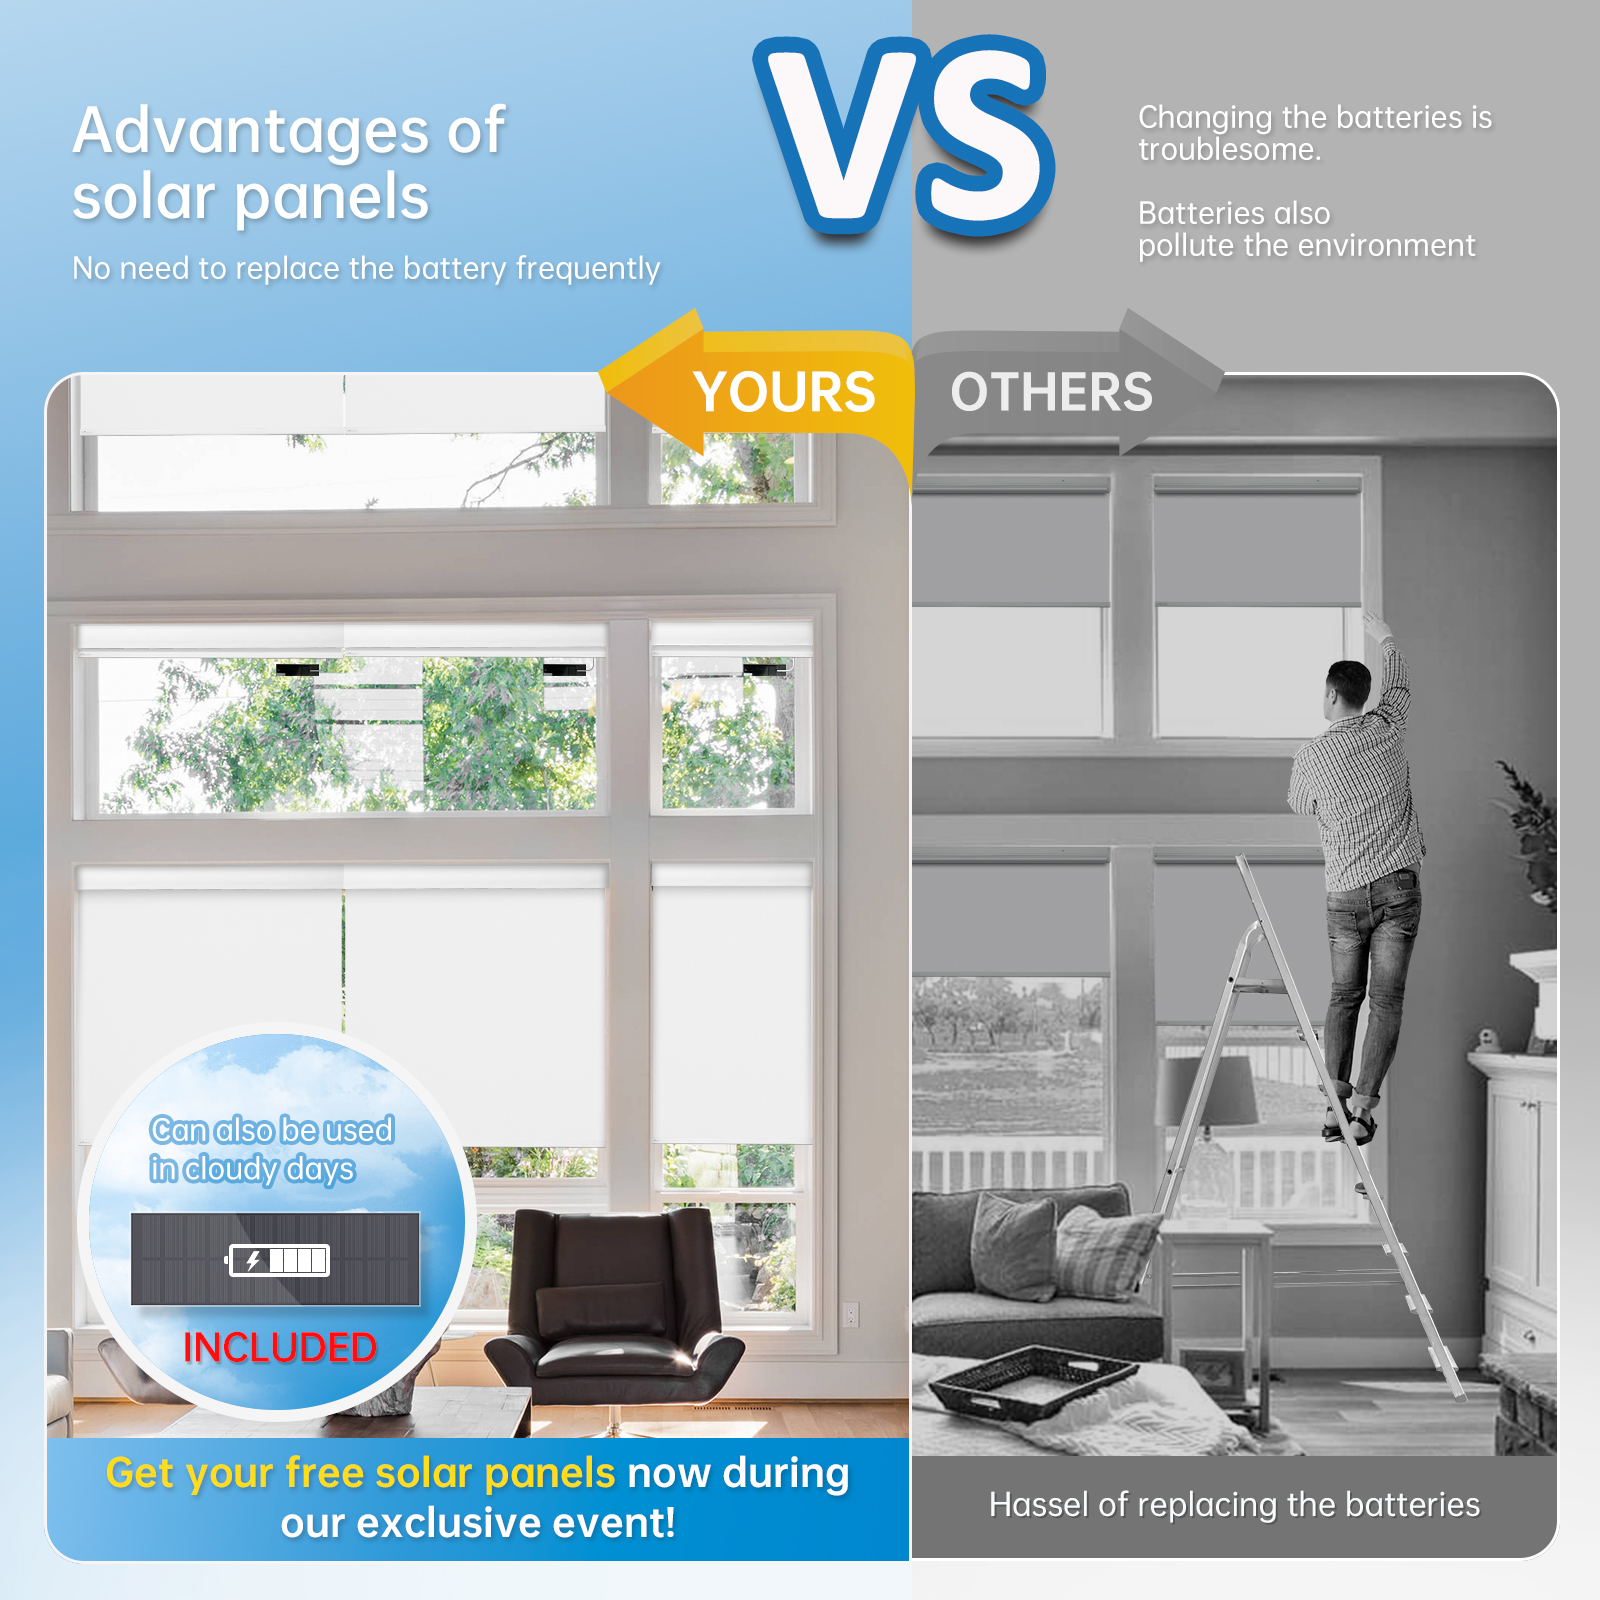 Advantages of
solar panels
No need to replace the battery frequently
VS
Changing the batteries is
troublesome.
Batteries also
pollute the environment
YOURS
OTHERS
Can also be used
in cloudy days
INCLUDED
Get your free solar panels now during
our exclusive event!
Hassel of replacing the batteries